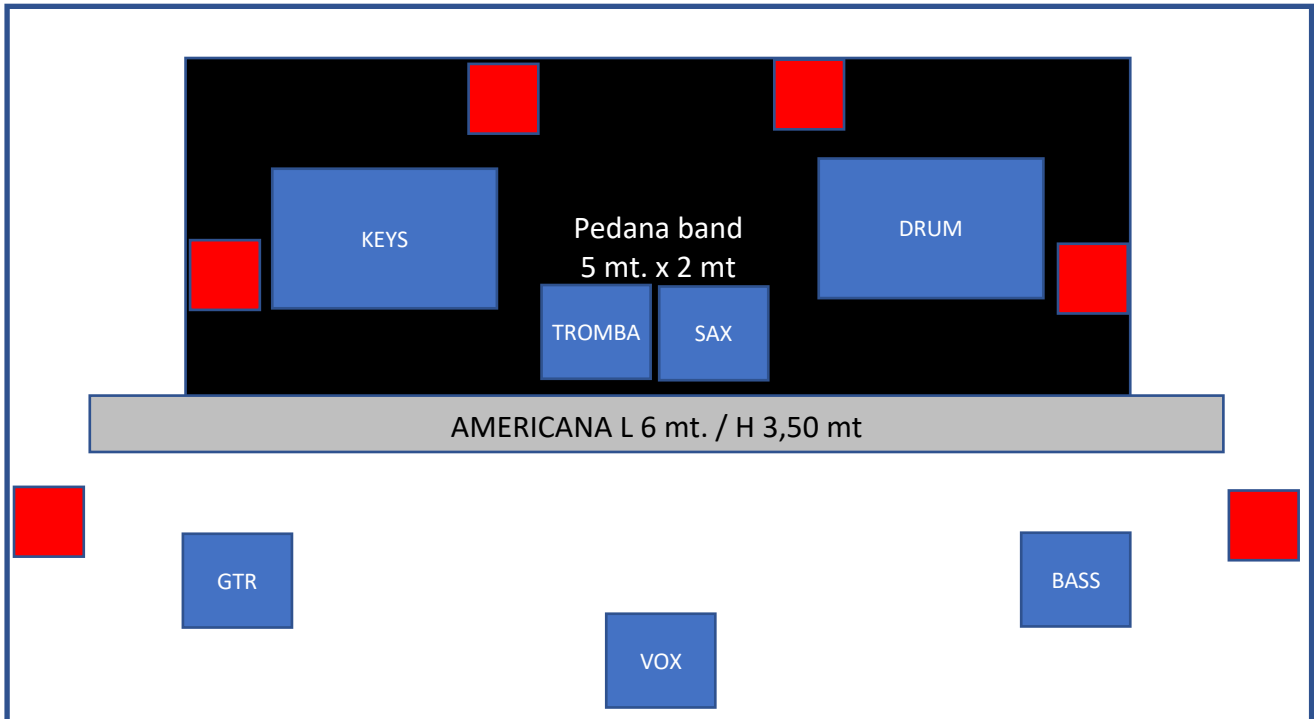 KEYS
DRUM
Pedana band
5 mt. x 2 mt
TROMBA
SAX
AMERICANA L 6 mt. / H 3,50 mt
GTR
BASS
VOX